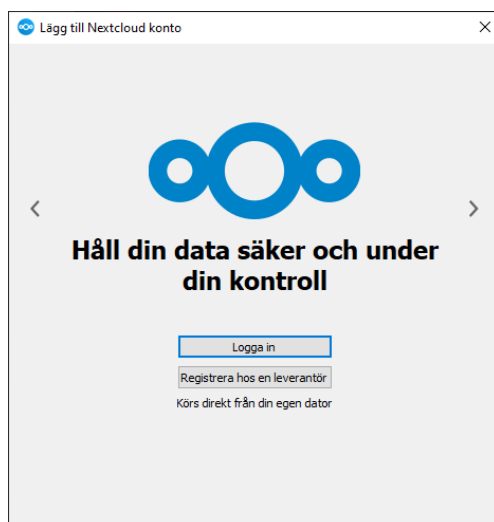 Lägg till Nextcloud konto
Håll din data säker och under
din kontroll
Logga in
Registrera hos en leverantör
Körs direkt från din egen dator